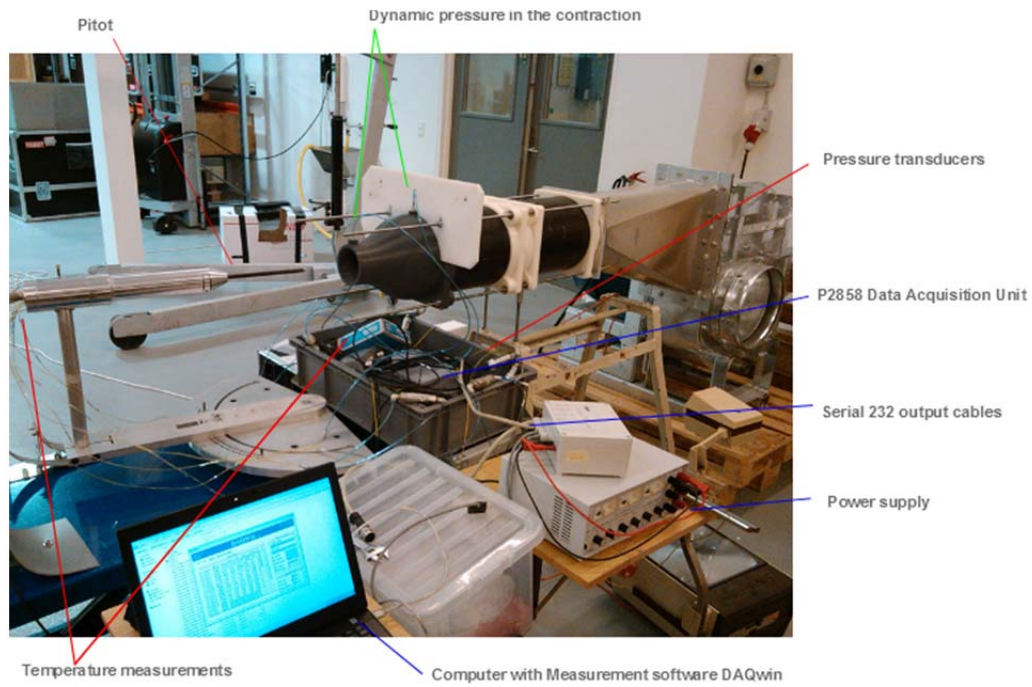 Pitot
Dynamic pressure in the contraction
Pressure transducers
P2858 Data Acquisition Unit
Serial 232 output cables
Power supply
Temperature measurements
Computer with Measurement software DAQwin